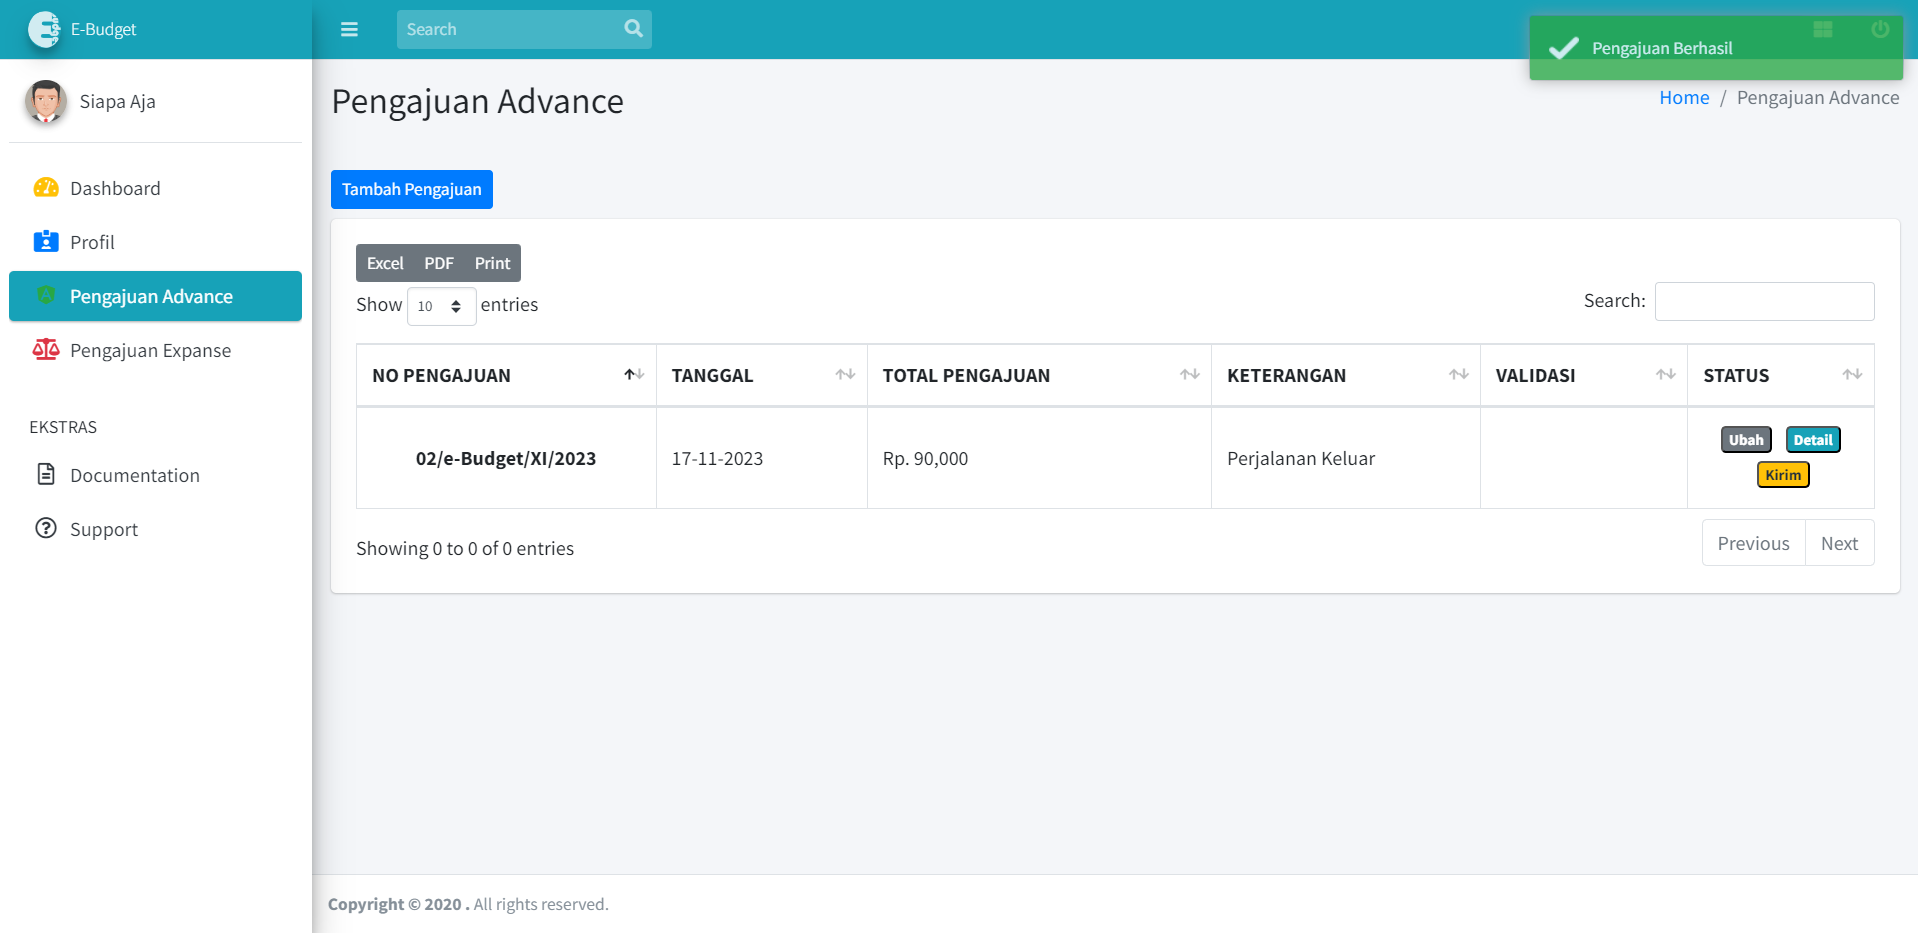 E-Budget
Search
Pengajuan Berhasil
Siapa Aja
Pengajuan Advance
Home / Pengajuan Advance
Dashboard
Profil
Pengajuan Advance
Pengajuan Expanse
EKSTRAS
Documentation
Support
Tambah Pengajuan
Excel PDF Print
Show 10 entries
Search:
NO PENGAJUAN TANGGAL TOTAL PENGAJUAN KETERANGAN VALIDASI STATUS
02/e-Budget/XI/2023 17-11-2023 Rp. 90,000 Perjalanan Keluar Ubah Detail
Kirim
Showing 0 to 0 of 0 entries
Previous Next
Copyright © 2020 . All rights reserved.